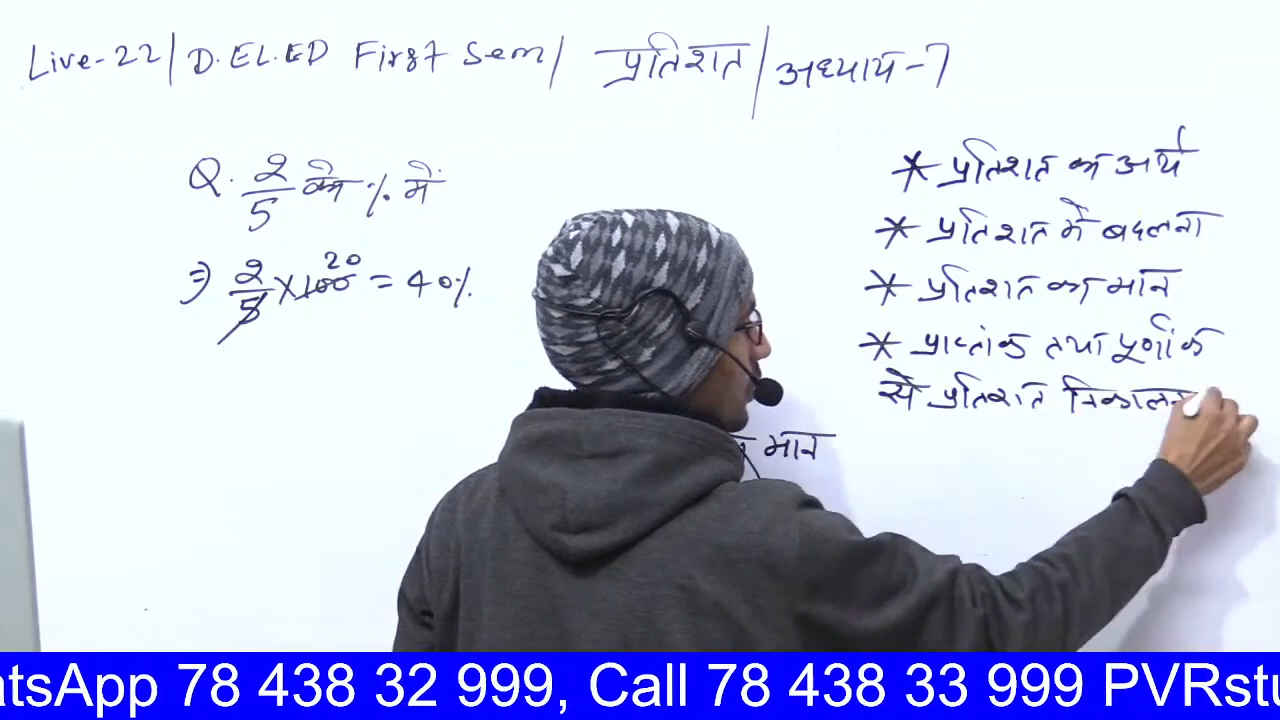 Live-22 / D.EL.ED First Sem / प्रतिशत / अध्याय-7
Q. 2/5 को % में
⇒ 2/5 × 100 20 = 40%
* प्रतिशत का अर्थ
* प्रतिशत में बदलना
* प्रतिशत का मान
* प्राप्तांक तथा पूर्णांक
से प्रतिशत निकालना
मान
atsApp 78 438 32 999, Call 78 438 33 999 PVRstu